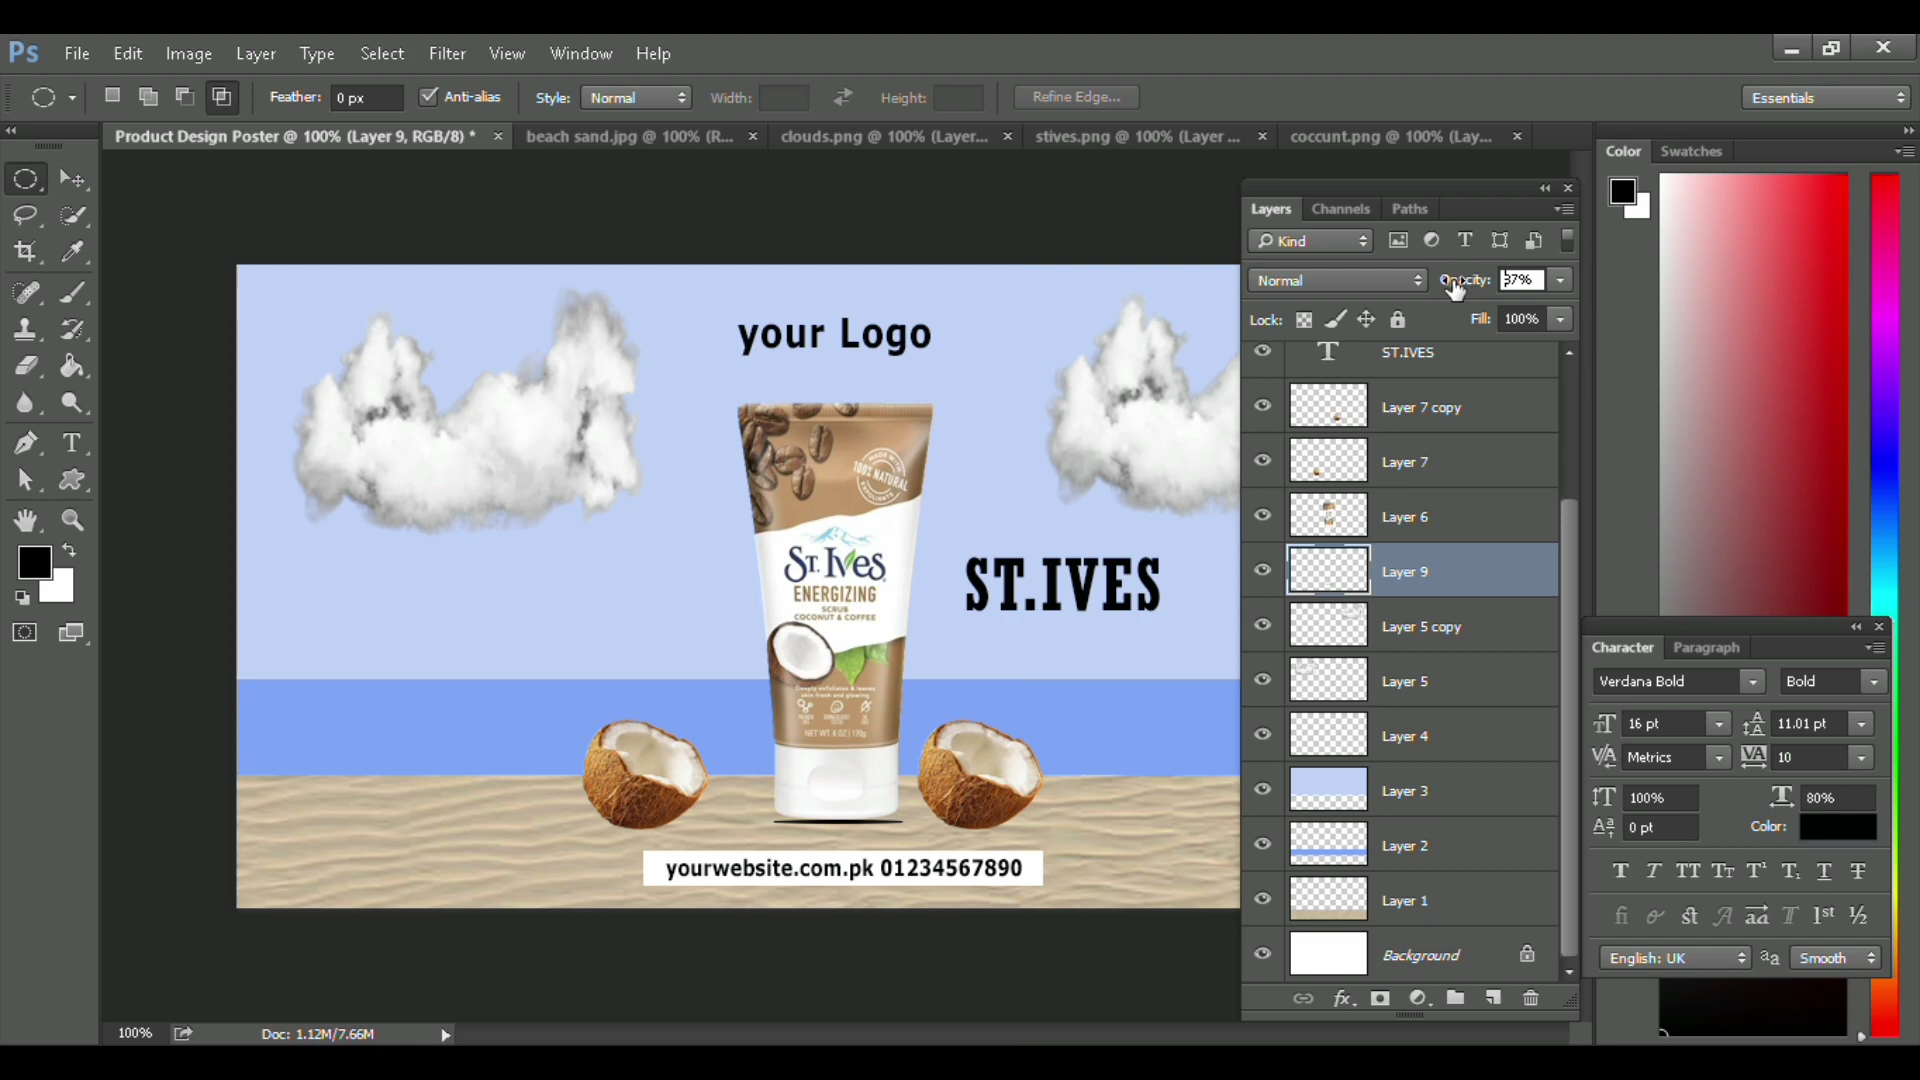 Ps File Edit Image Layer Type Select Filter View Window Help
Feather: 0 px Anti-alias Style: Normal Width: Height: Refine Edge... Essentials
Product Design Poster @ 100% (Layer 9, RGB/8) * × beach sand.jpg @ 100% (R... × clouds.png @ 100% (Layer... × stives.png @ 100% (Layer ... × coccunt.png @ 100% (Lay... ×
Color Swatches
Layers Channels Paths
Kind
Normal Opacity: 37%
Lock: Fill: 100%
ST.IVES
Layer 7 copy
Layer 7
Layer 6
Layer 9
Layer 5 copy
Layer 5
Layer 4
Layer 3
Layer 2
Layer 1
Background
your Logo
MADE WITH
100% NATURAL
EXFOLIANTS
ST. IVES
ENERGIZING
SCRUB
COCONUT & COFFEE
Deeply exfoliates & leaves
skin fresh and glowing
NET WT. 6 OZ / 170g
ST.IVES
yourwebsite.com.pk 01234567890
Character Paragraph
Verdana Bold Bold
16 pt 11.01 pt
Metrics 10
100% 80%
0 pt Color:
English: UK aa Smooth
100% Doc: 1.12M/7.66M